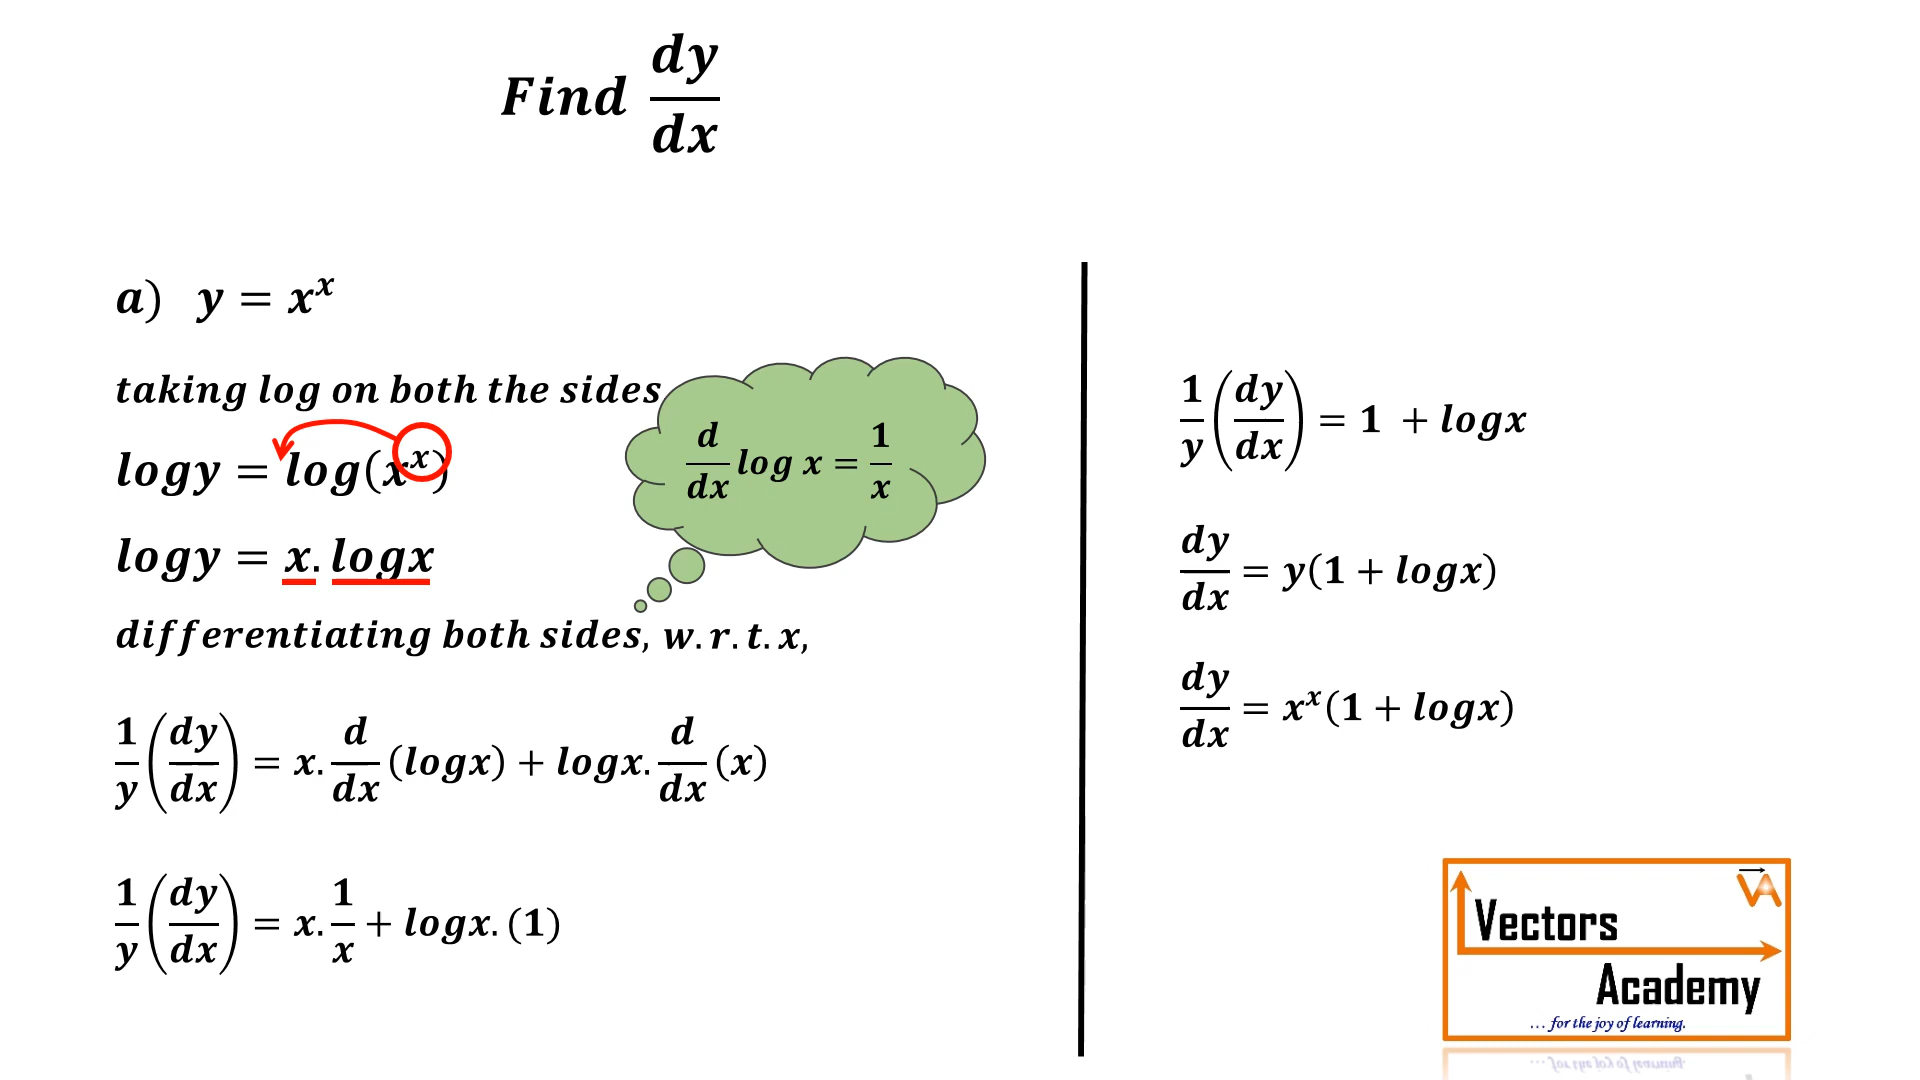 Find dy/dx
a) y = x^x
taking log on both the sides
logy = log(x^x)
logy = x.logx
d/dx log x = 1/x
differentiating both sides, w.r.t.x,
1/y (dy/dx) = x. d/dx (logx) + logx. d/dx (x)
1/y (dy/dx) = x. 1/x + logx. (1)
1/y (dy/dx) = 1 + logx
dy/dx = y(1 + logx)
dy/dx = x^x(1 + logx)
VA
Vectors
Academy
... for the joy of learning.